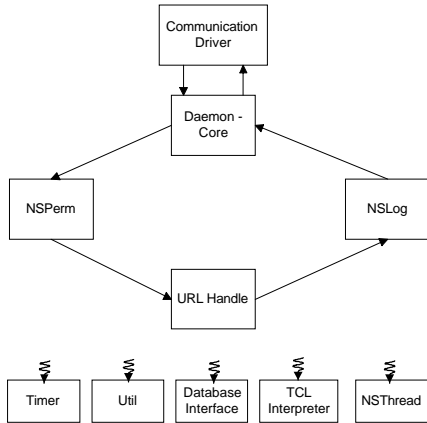 Communication
Driver
Daemon -
Core
NSPerm
NSLog
URL Handle
Timer
Util
Database
Interface
TCL
Interpreter
NSThread